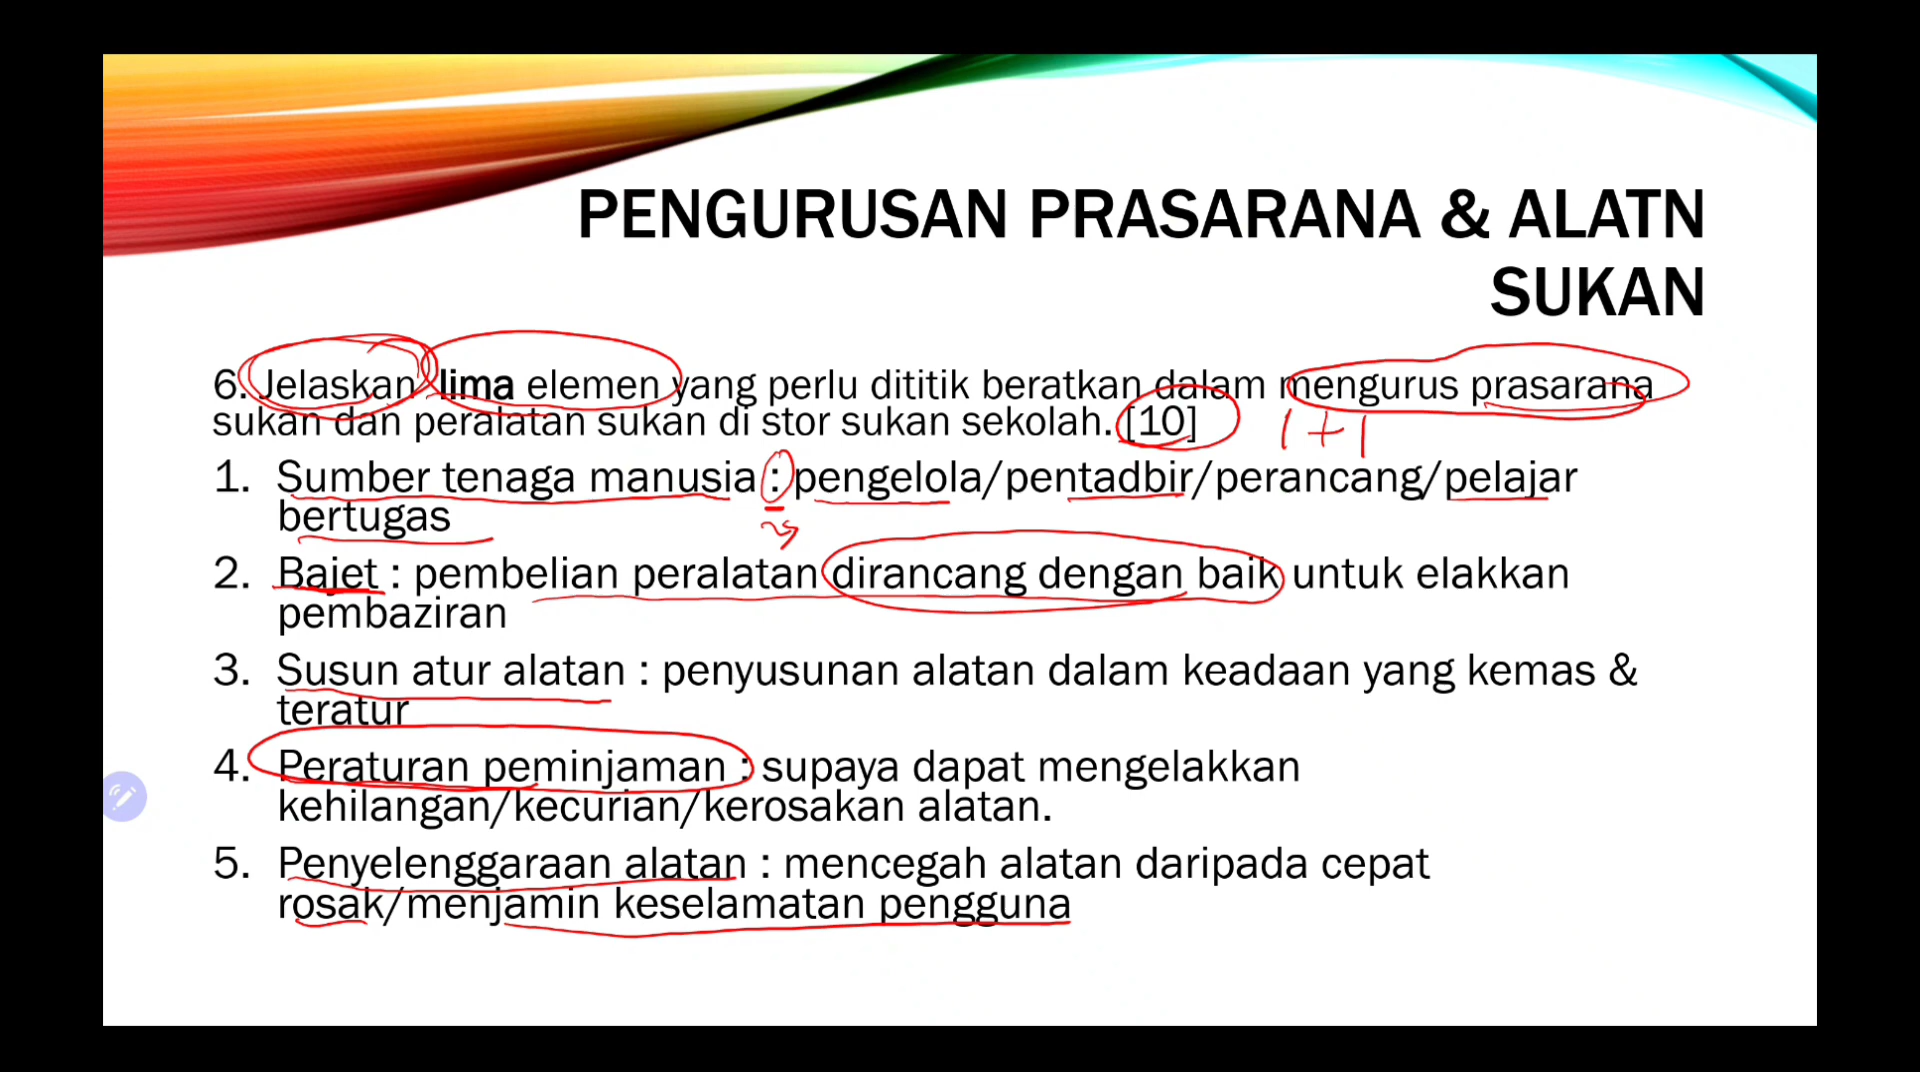 PENGURUSAN PRASARANA & ALATN
SUKAN
6. Jelaskan lima elemen yang perlu dititik beratkan dalam mengurus prasarana
sukan dan peralatan sukan di stor sukan sekolah. [10] 1+1
1. Sumber tenaga manusia : pengelola/pentadbir/perancang/pelajar
bertugas
2. Bajet : pembelian peralatan dirancang dengan baik untuk elakkan
pembaziran
3. Susun atur alatan : penyusunan alatan dalam keadaan yang kemas &
teratur
4. Peraturan peminjaman : supaya dapat mengelakkan
kehilangan/kecurian/kerosakan alatan.
5. Penyelenggaraan alatan : mencegah alatan daripada cepat
rosak/menjamin keselamatan pengguna